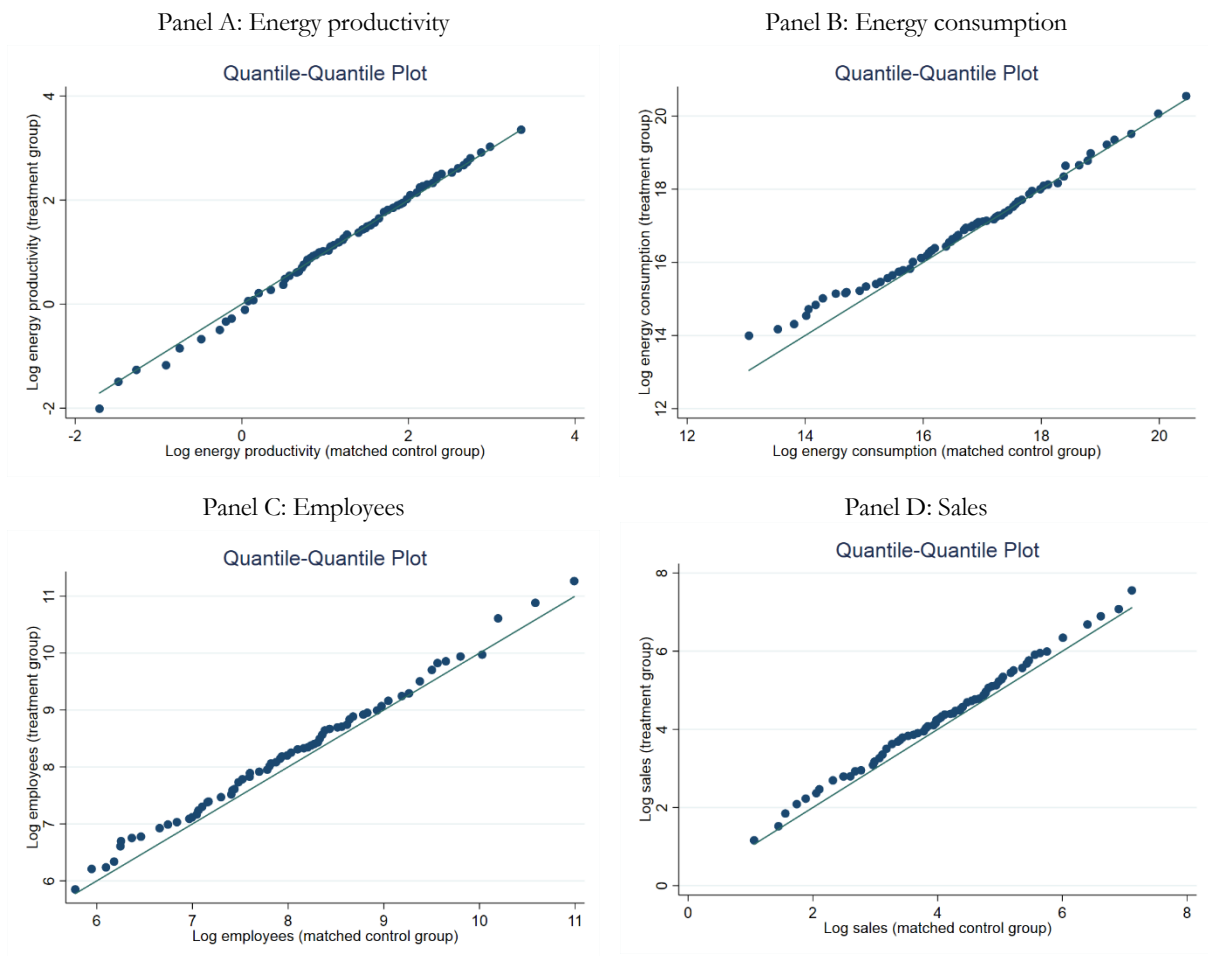 Panel A: Energy productivity
Quantile-Quantile Plot
Log energy productivity (treatment group)
4
2
0
-2
-2 0 2 4
Log energy productivity (matched control group)
Panel B: Energy consumption
Quantile-Quantile Plot
Log energy consumption (treatment group)
20
18
16
14
12
12 14 16 18 20
Log energy consumption (matched control group)
Panel C: Employees
Quantile-Quantile Plot
Log employees (treatment group)
11
10
9
8
7
6
6 7 8 9 10 11
Log employees (matched control group)
Panel D: Sales
Quantile-Quantile Plot
Log sales (treatment group)
8
6
4
2
0
0 2 4 6 8
Log sales (matched control group)